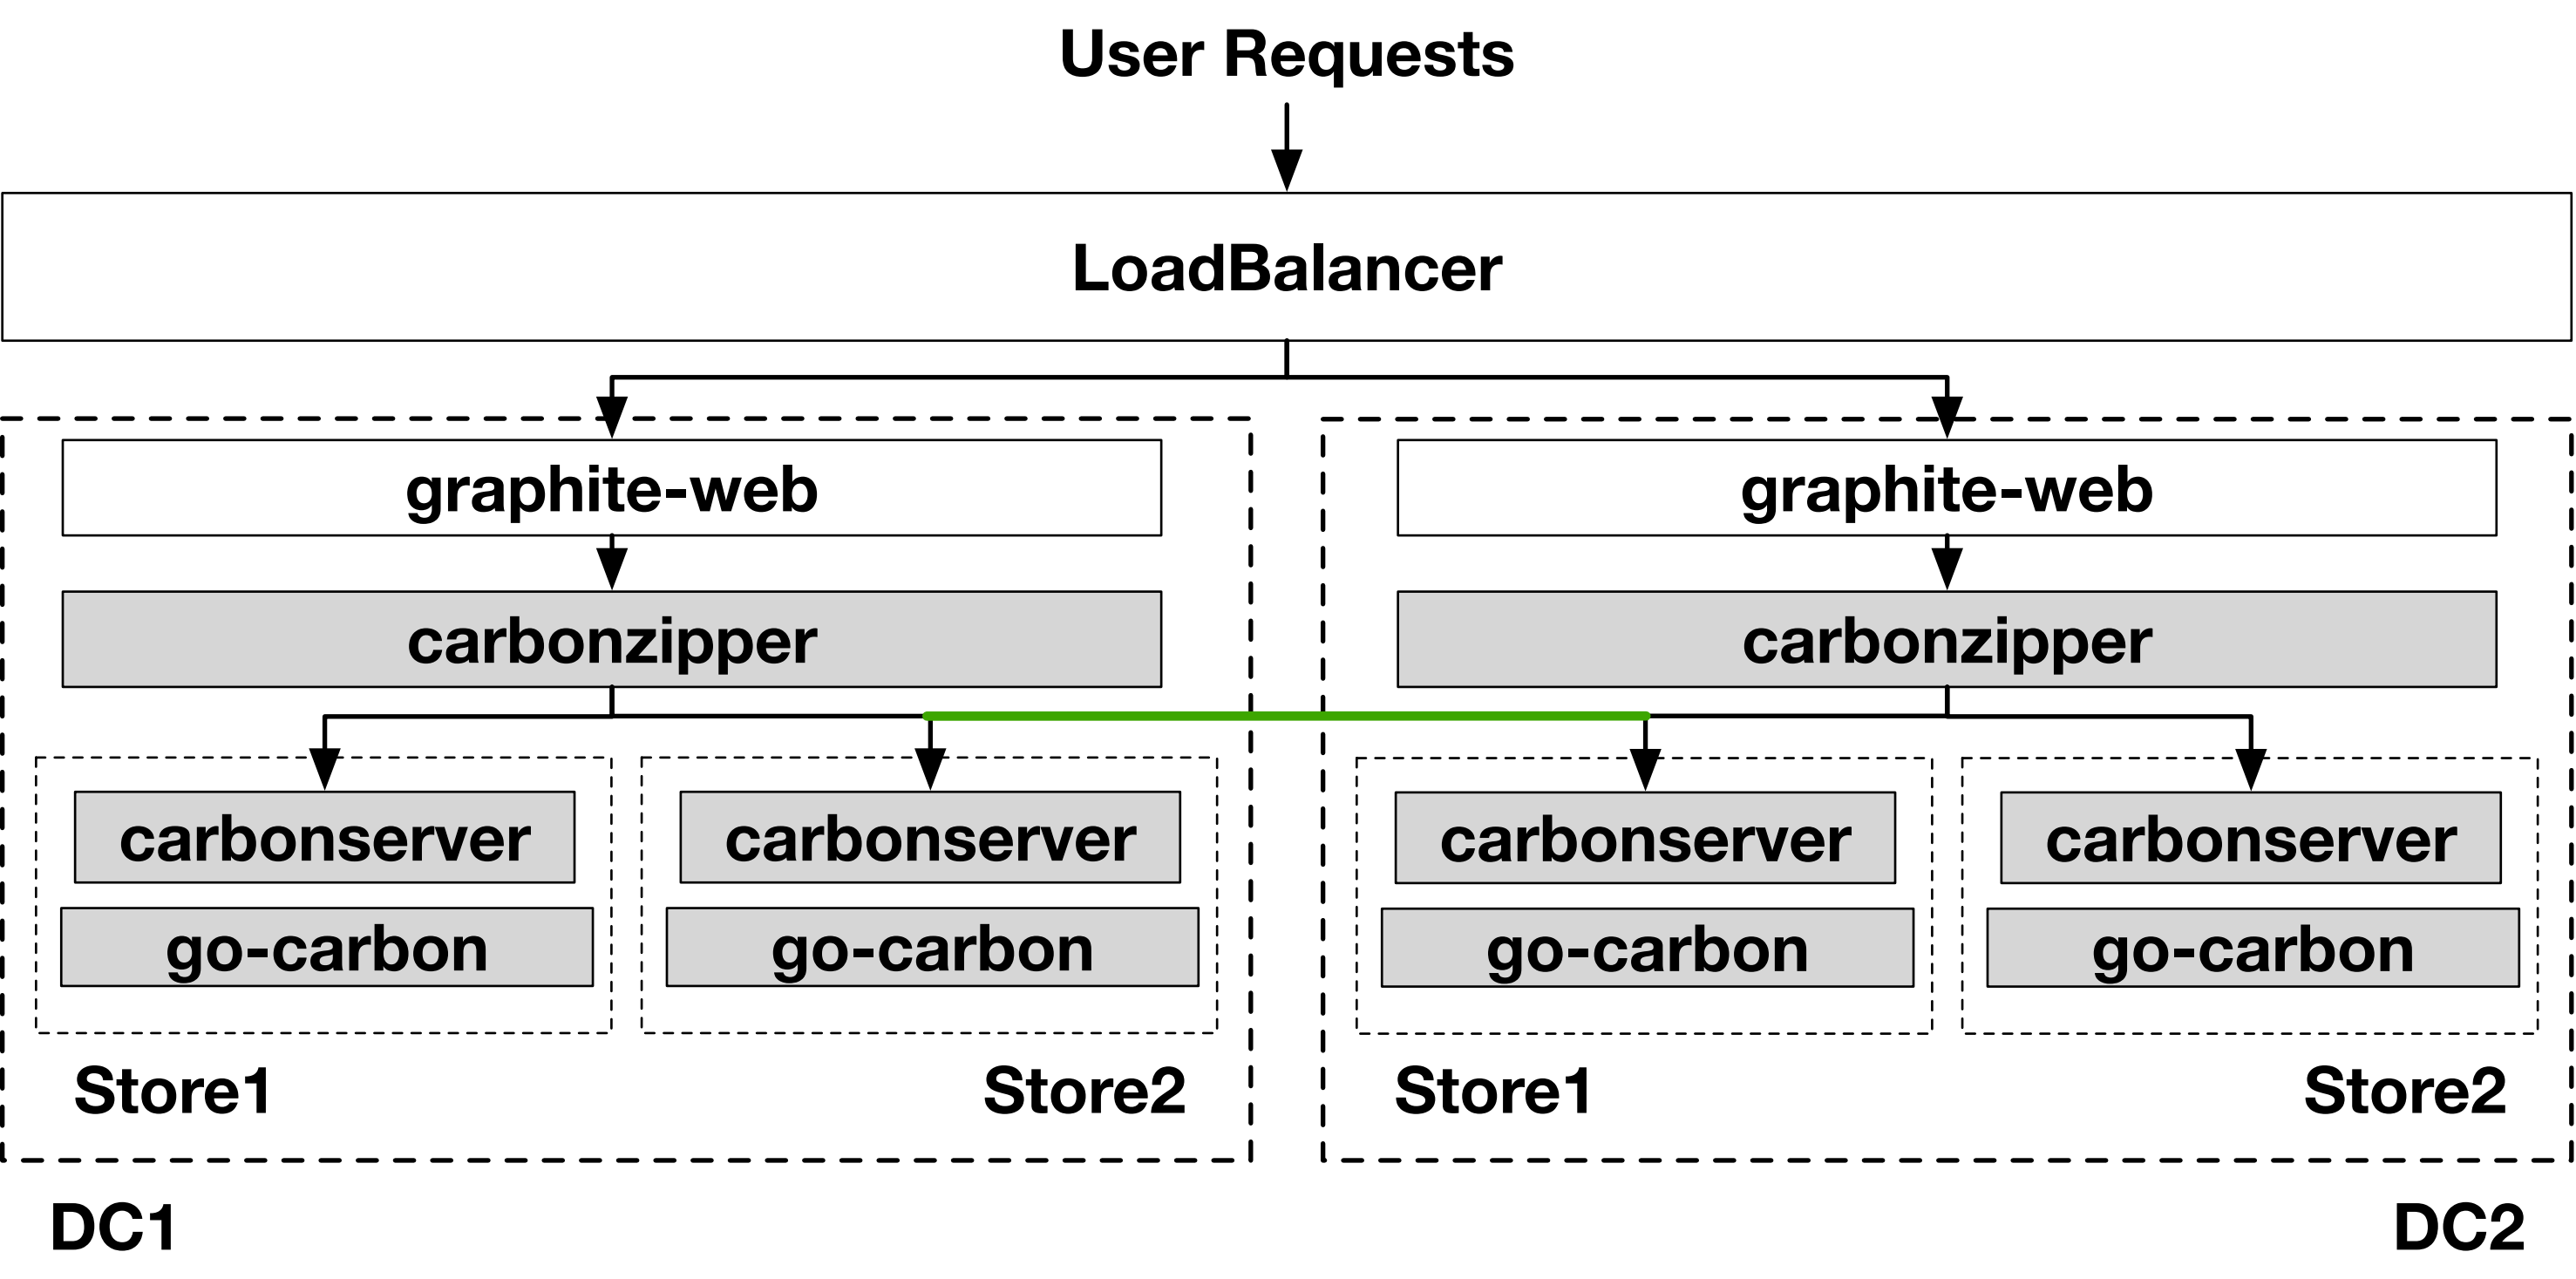 User Requests
LoadBalancer
graphite-web
graphite-web
carbonzipper
carbonzipper
carbonserver
carbonserver
carbonserver
carbonserver
go-carbon
go-carbon
go-carbon
go-carbon
Store1
Store2
Store1
Store2
DC1
DC2